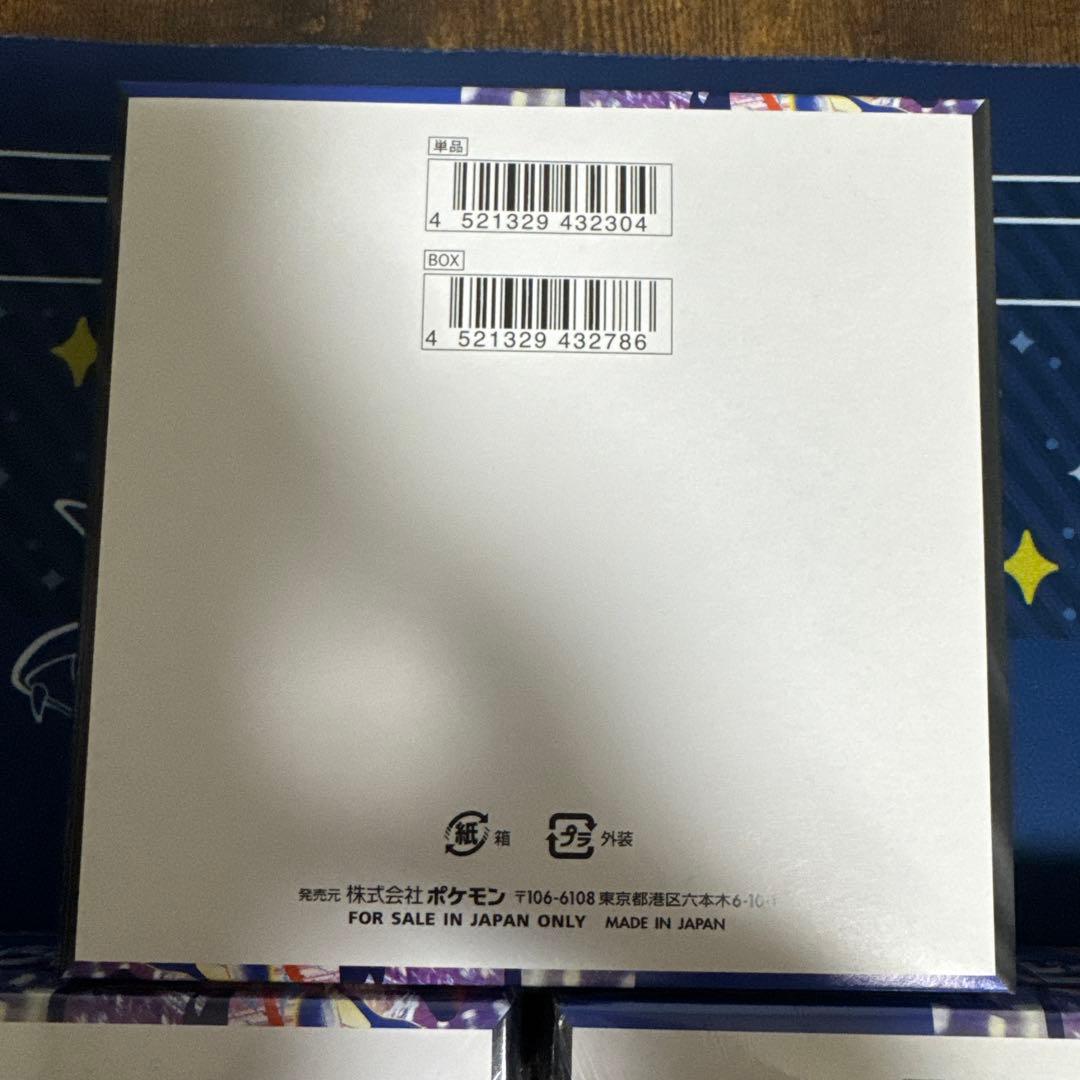 単品
4 521329 432304
BOX
4 521329 432786
紙 箱 プラ 外装
発売元 株式会社ポケモン 〒106-6108 東京都港区六本木6-10-1
FOR SALE IN JAPAN ONLY MADE IN JAPAN